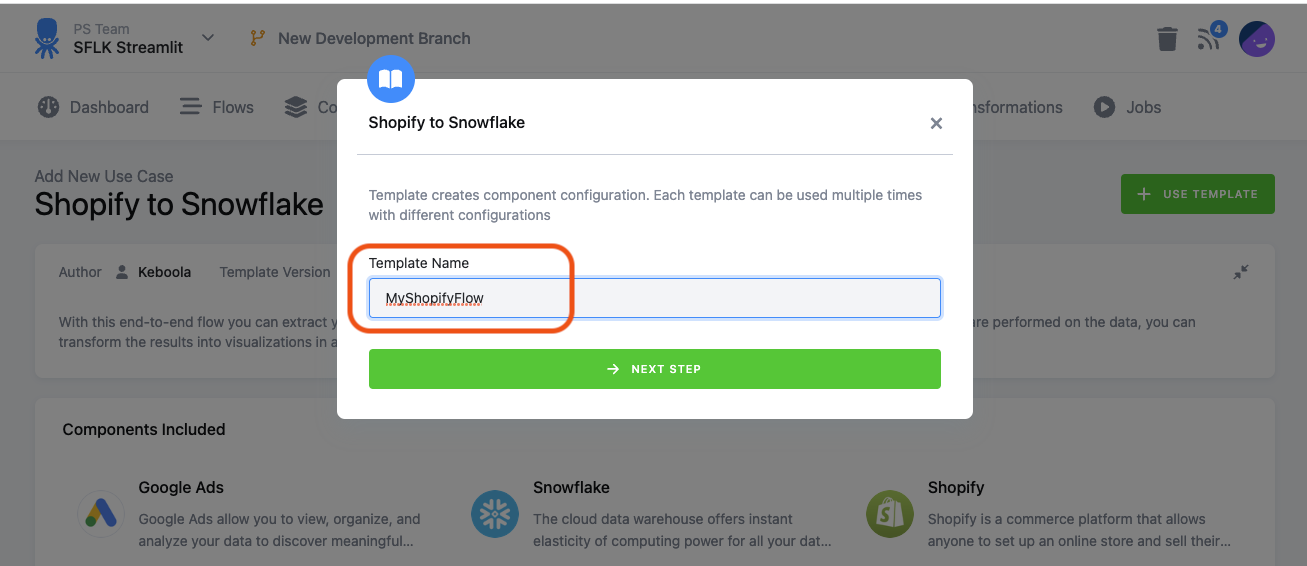 PS Team
SFLK Streamlit
New Development Branch
4
Dashboard
Flows
Co
nsformations
Jobs
Shopify to Snowflake
Template creates component configuration. Each template can be used multiple times
with different configurations
Template Name
MyShopifyFlow
NEXT STEP
Add New Use Case
Shopify to Snowflake
USE TEMPLATE
Author
Keboola
Template Version
With this end-to-end flow you can extract y
are performed on the data, you can
transform the results into visualizations in a
Components Included
Google Ads
Google Ads allow you to view, organize, and
analyze your data to discover meaningful...
Snowflake
The cloud data warehouse offers instant
elasticity of computing power for all your dat...
Shopify
Shopify is a commerce platform that allows
anyone to set up an online store and sell their...